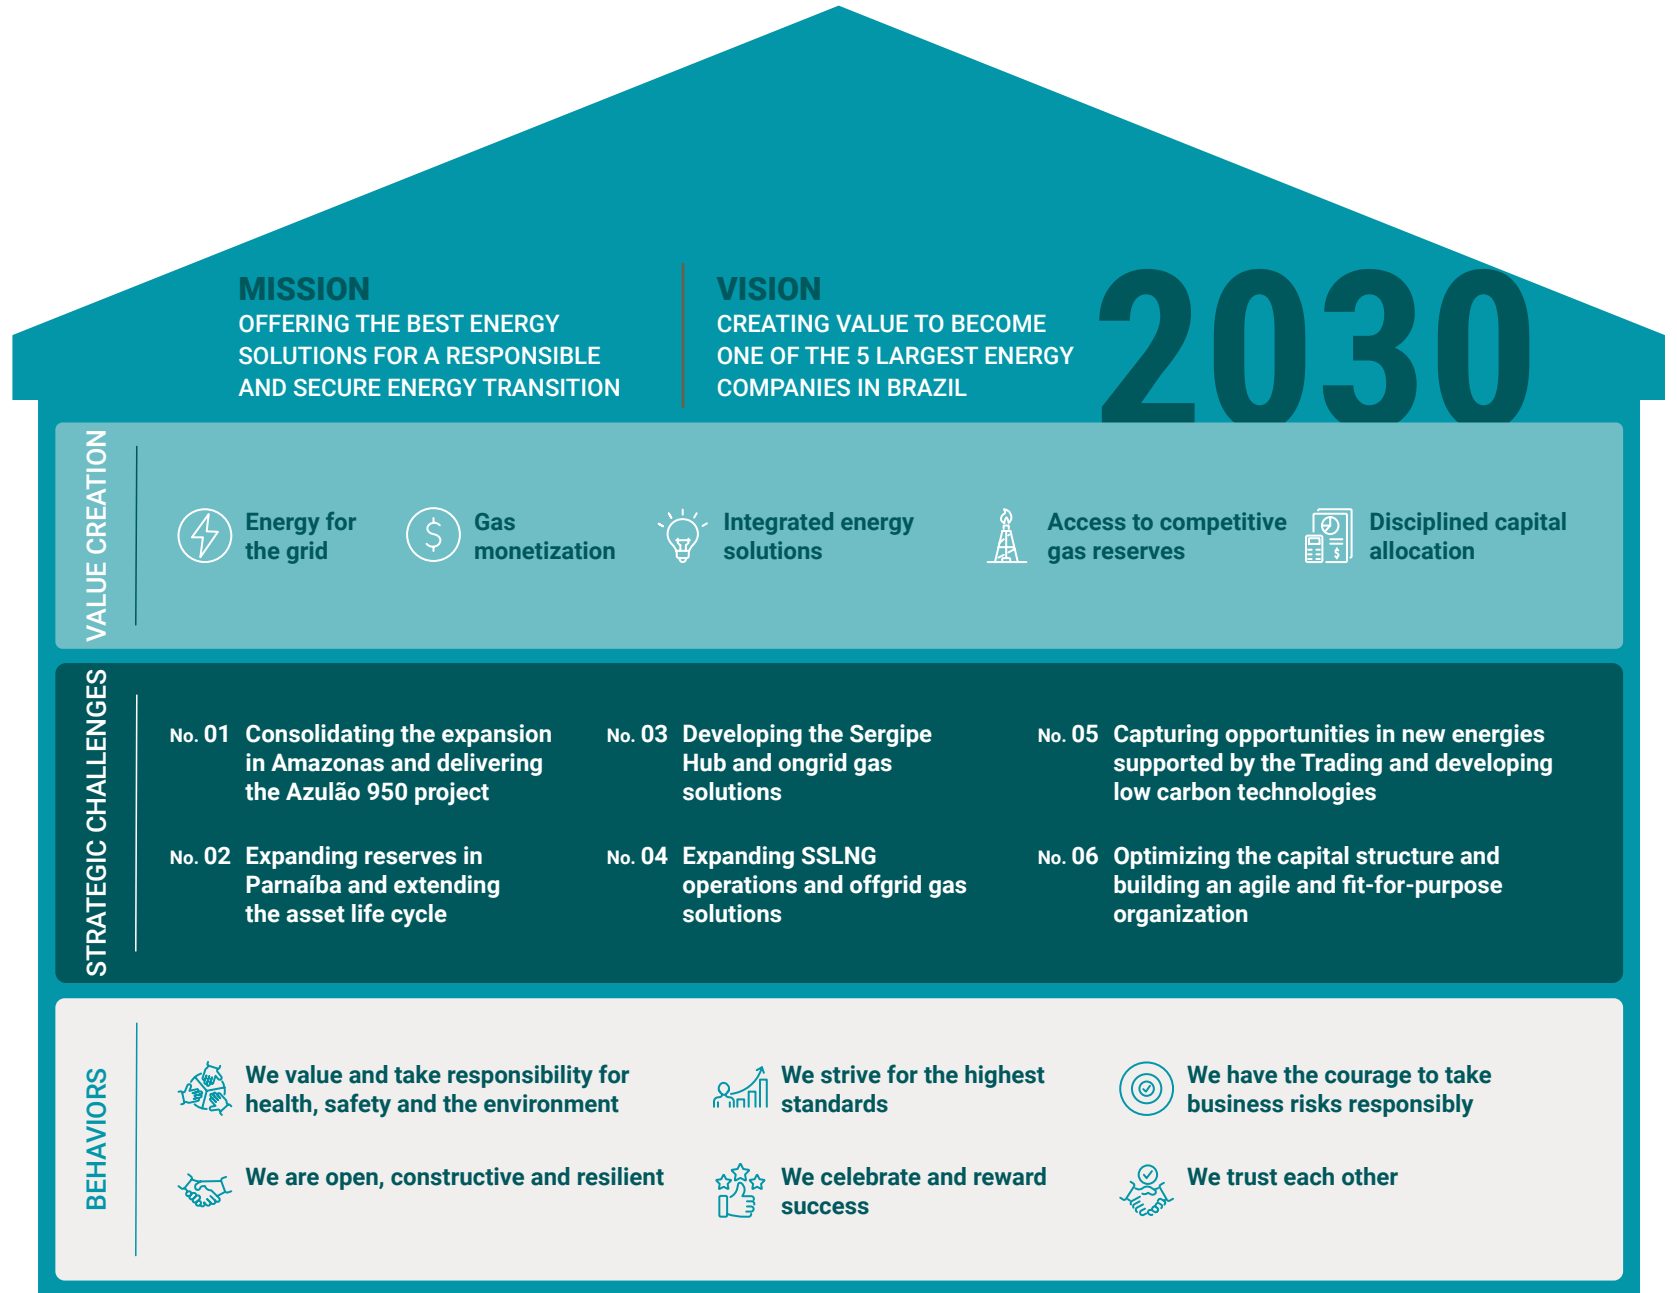 MISSION
OFFERING THE BEST ENERGY
SOLUTIONS FOR A RESPONSIBLE
AND SECURE ENERGY TRANSITION
VISION
CREATING VALUE TO BECOME
ONE OF THE 5 LARGEST ENERGY
COMPANIES IN BRAZIL
2030
VALUE CREATION
Energy for
the grid
Gas
monetization
Integrated energy
solutions
Access to competitive
gas reserves
Disciplined capital
allocation
STRATEGIC CHALLENGES
No. 01 Consolidating the expansion
in Amazonas and delivering
the Azulão 950 project
No. 02 Expanding reserves in
Parnaíba and extending
the asset life cycle
No. 03 Developing the Sergipe
Hub and ongrid gas
solutions
No. 04 Expanding SSLNG
operations and offgrid gas
solutions
No. 05 Capturing opportunities in new energies
supported by the Trading and developing
low carbon technologies
No. 06 Optimizing the capital structure and
building an agile and fit-for-purpose
organization
BEHAVIORS
We value and take responsibility for
health, safety and the environment
We strive for the highest
standards
We have the courage to take
business risks responsibly
We are open, constructive and resilient
We celebrate and reward
success
We trust each other